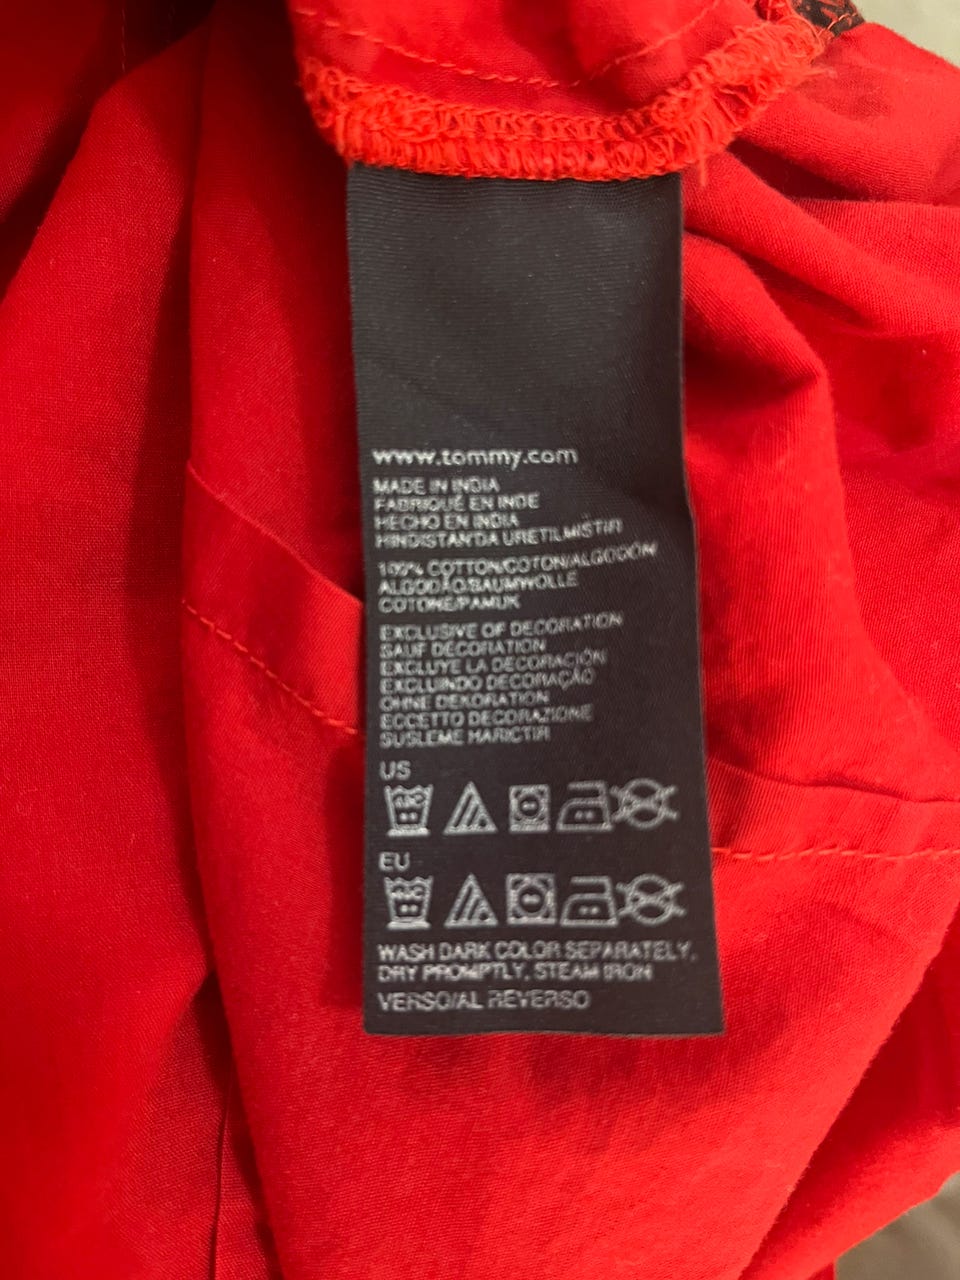 www.tommy.com
MADE IN INDIA
FABRIQUÉ EN INDE
HECHO EN INDIA
HINDISTAN'DA URETILMISTIR
100% COTTON/COTON/ALGODÓN/
ALGODÃO/BAUMWOLLE
COTONE/PAMUK
EXCLUSIVE OF DECORATION
SAUF DÉCORATION
EXCLUYE LA DECORACIÓN
EXCLUINDO DECORAÇÃO
OHNE DEKORATION
ECCETTO DECORAZIONE
SUSLEME HARICTIR
US
EU
WASH DARK COLOR SEPARATELY,
DRY PROMPTLY, STEAM IRON
VERSO/AL REVERSO